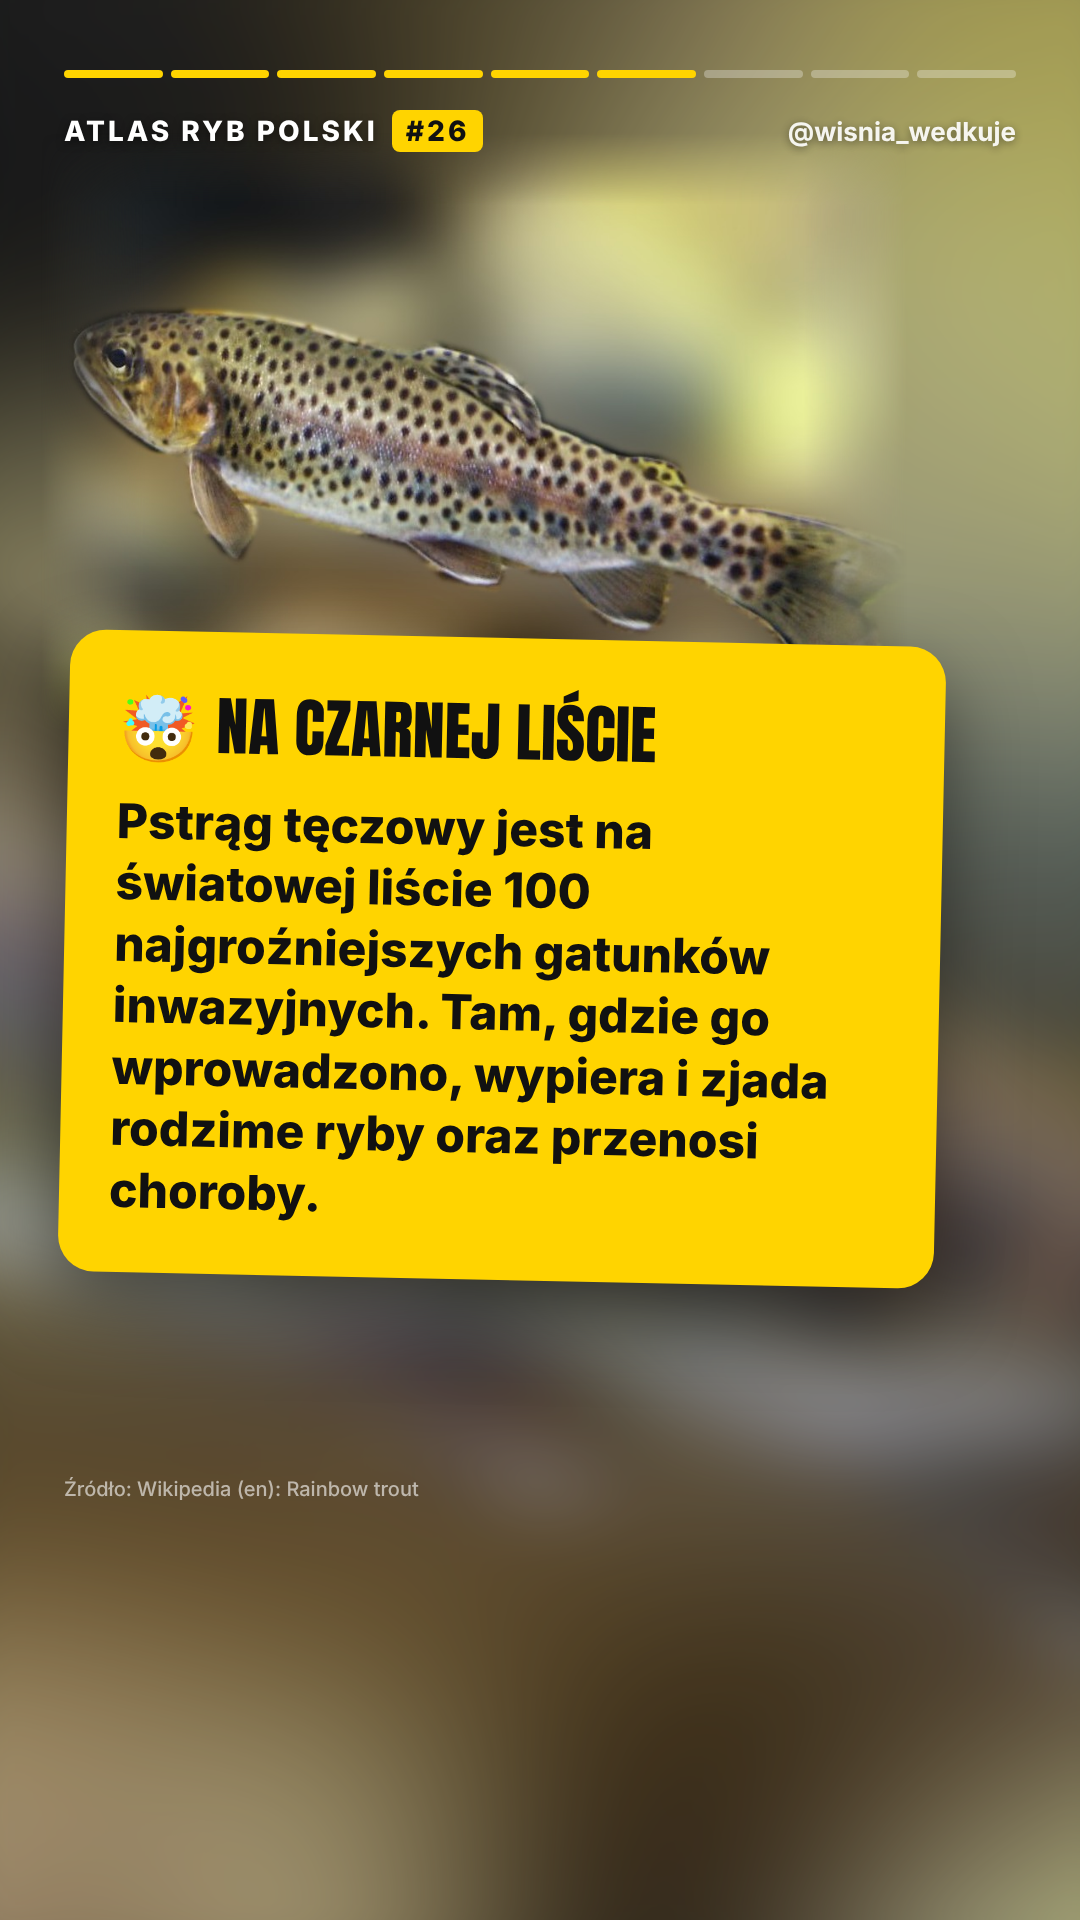 ATLAS RYB POLSKI #26
@wisnia_wedkuje
🤯 NA CZARNEJ LIŚCIE
Pstrąg tęczowy jest na
światowej liście 100
najgroźniejszych gatunków
inwazyjnych. Tam, gdzie go
wprowadzono, wypiera i zjada
rodzime ryby oraz przenosi
choroby.
Źródło: Wikipedia (en): Rainbow trout